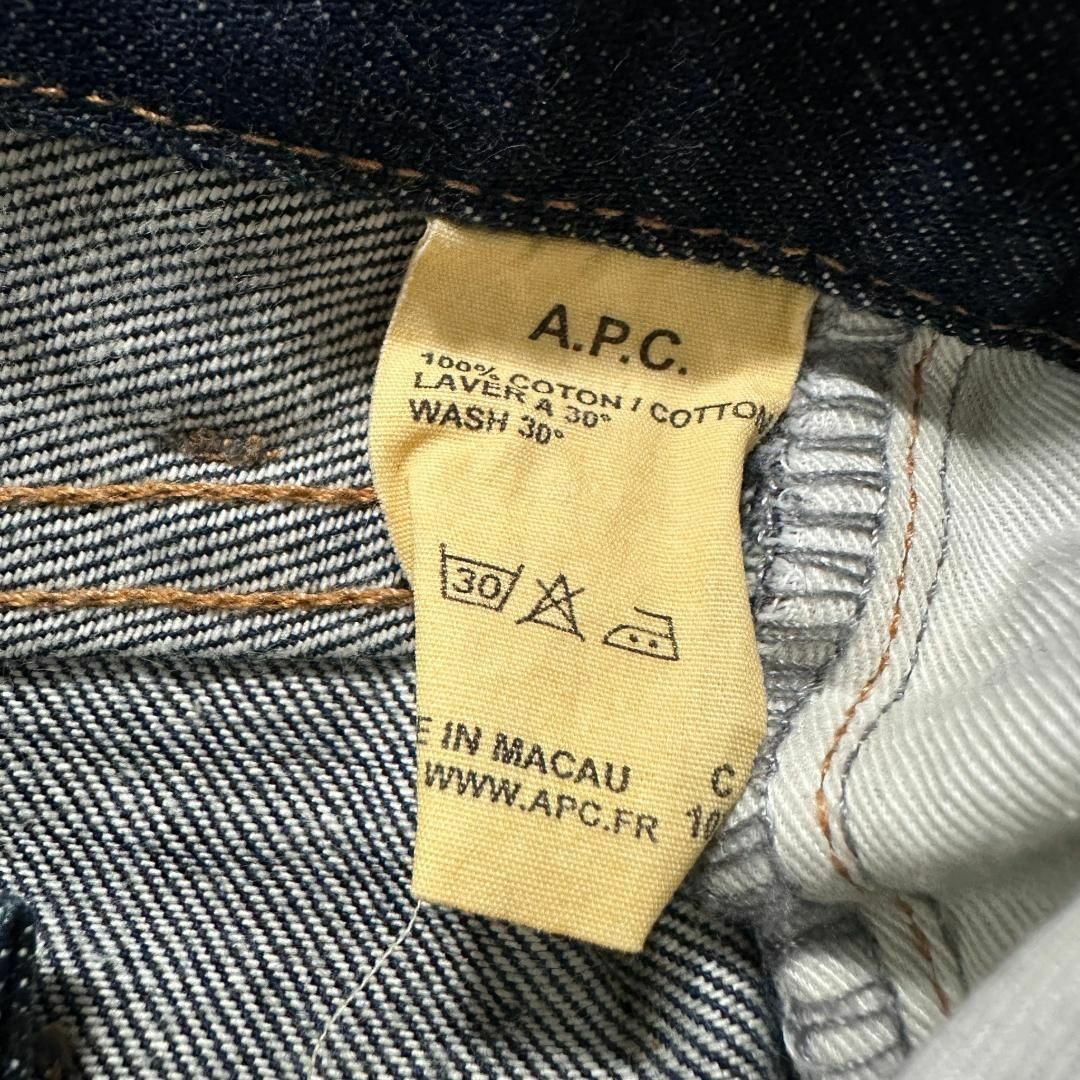 A.P.C.
100% COTON / COTTON
LAVER A 30°
WASH 30°
30
IN MACAU C
WWW.APC.FR